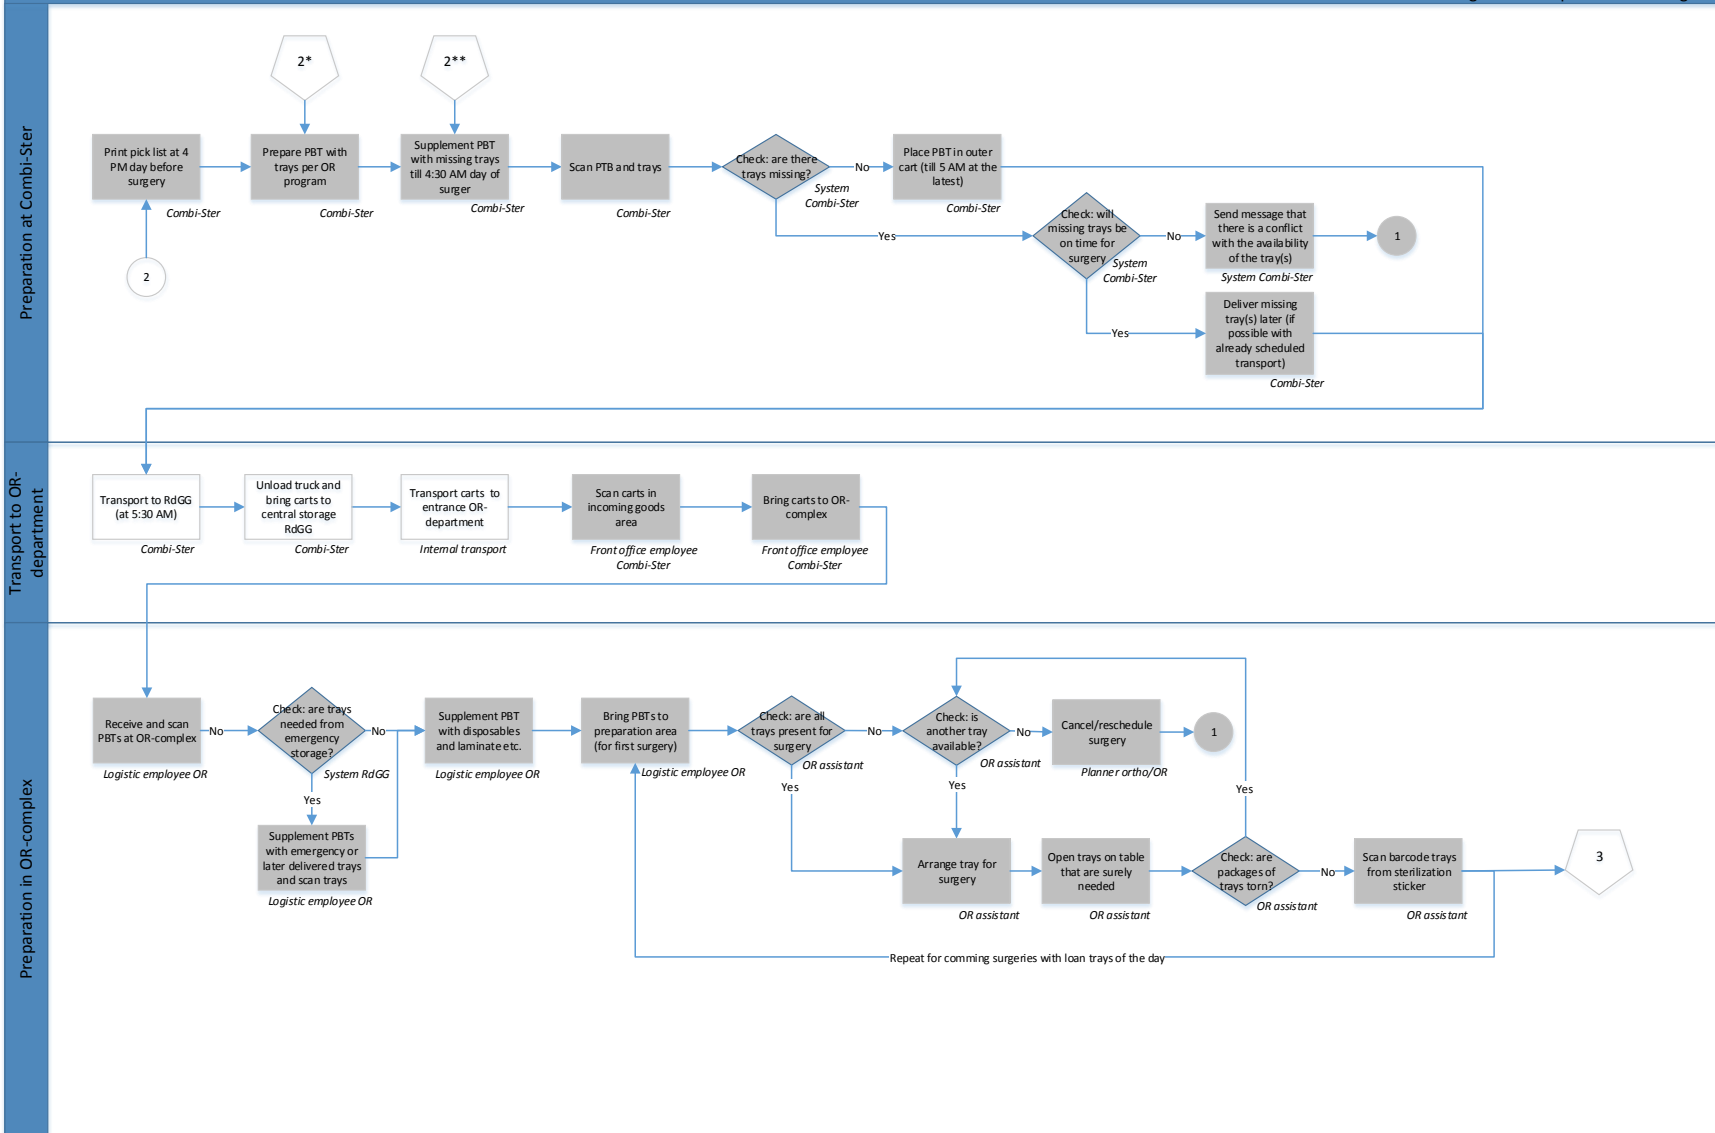 Preparation at Combi-Ster
2*
2**
Print pick list at 4
PM day before
surgery
Combi-Ster
2
Prepare PBT with
trays per OR
program
Combi-Ster
Supplement PBT
with missing trays
till 4:30 AM day of
surger
Combi-Ster
Scan PTB and trays
Combi-Ster
Check: are there
trays missing?
System
Combi-Ster
No
Yes
Place PBT in outer
cart (till 5 AM at the
latest)
Combi-Ster
Check: will
missing trays be
on time for
surgery
System
Combi-Ster
No
Yes
Send message that
there is a conflict
with the availability
of the tray(s)
System Combi-Ster
1
Deliver missing
tray(s) later (if
possible with
already scheduled
transport)
Combi-Ster
Transport to OR-
department
Transport to RdGG
(at 5:30 AM)
Combi-Ster
Unload truck and
bring carts to
central storage
RdGG
Combi-Ster
Transport carts to
entrance OR-
department
Internal transport
Scan carts in
incoming goods
area
Front office employee
Combi-Ster
Bring carts to OR-
complex
Front office employee
Combi-Ster
Preparation in OR-complex
Receive and scan
PBTs at OR-complex
Logistic employee OR
No
Check: are trays
needed from
emergency
storage?
System RdGG
No
Yes
Supplement PBTs
with emergency or
later delivered trays
and scan trays
Logistic employee OR
Supplement PBT
with disposables
and laminate etc.
Logistic employee OR
Bring PBTs to
preparation area
(for first surgery)
Logistic employee OR
Check: are all
trays present for
surgery
OR assistant
No
Yes
Check: is
another tray
available?
OR assistant
No
Yes
Cancel/reschedule
surgery
Planner ortho/OR
1
Arrange tray for
surgery
OR assistant
Open trays on table
that are surely
needed
OR assistant
Check: are
packages of
trays torn?
OR assistant
Yes
No
Scan barcode trays
from sterilization
sticker
OR assistant
3
Repeat for comming surgeries with loan trays of the day